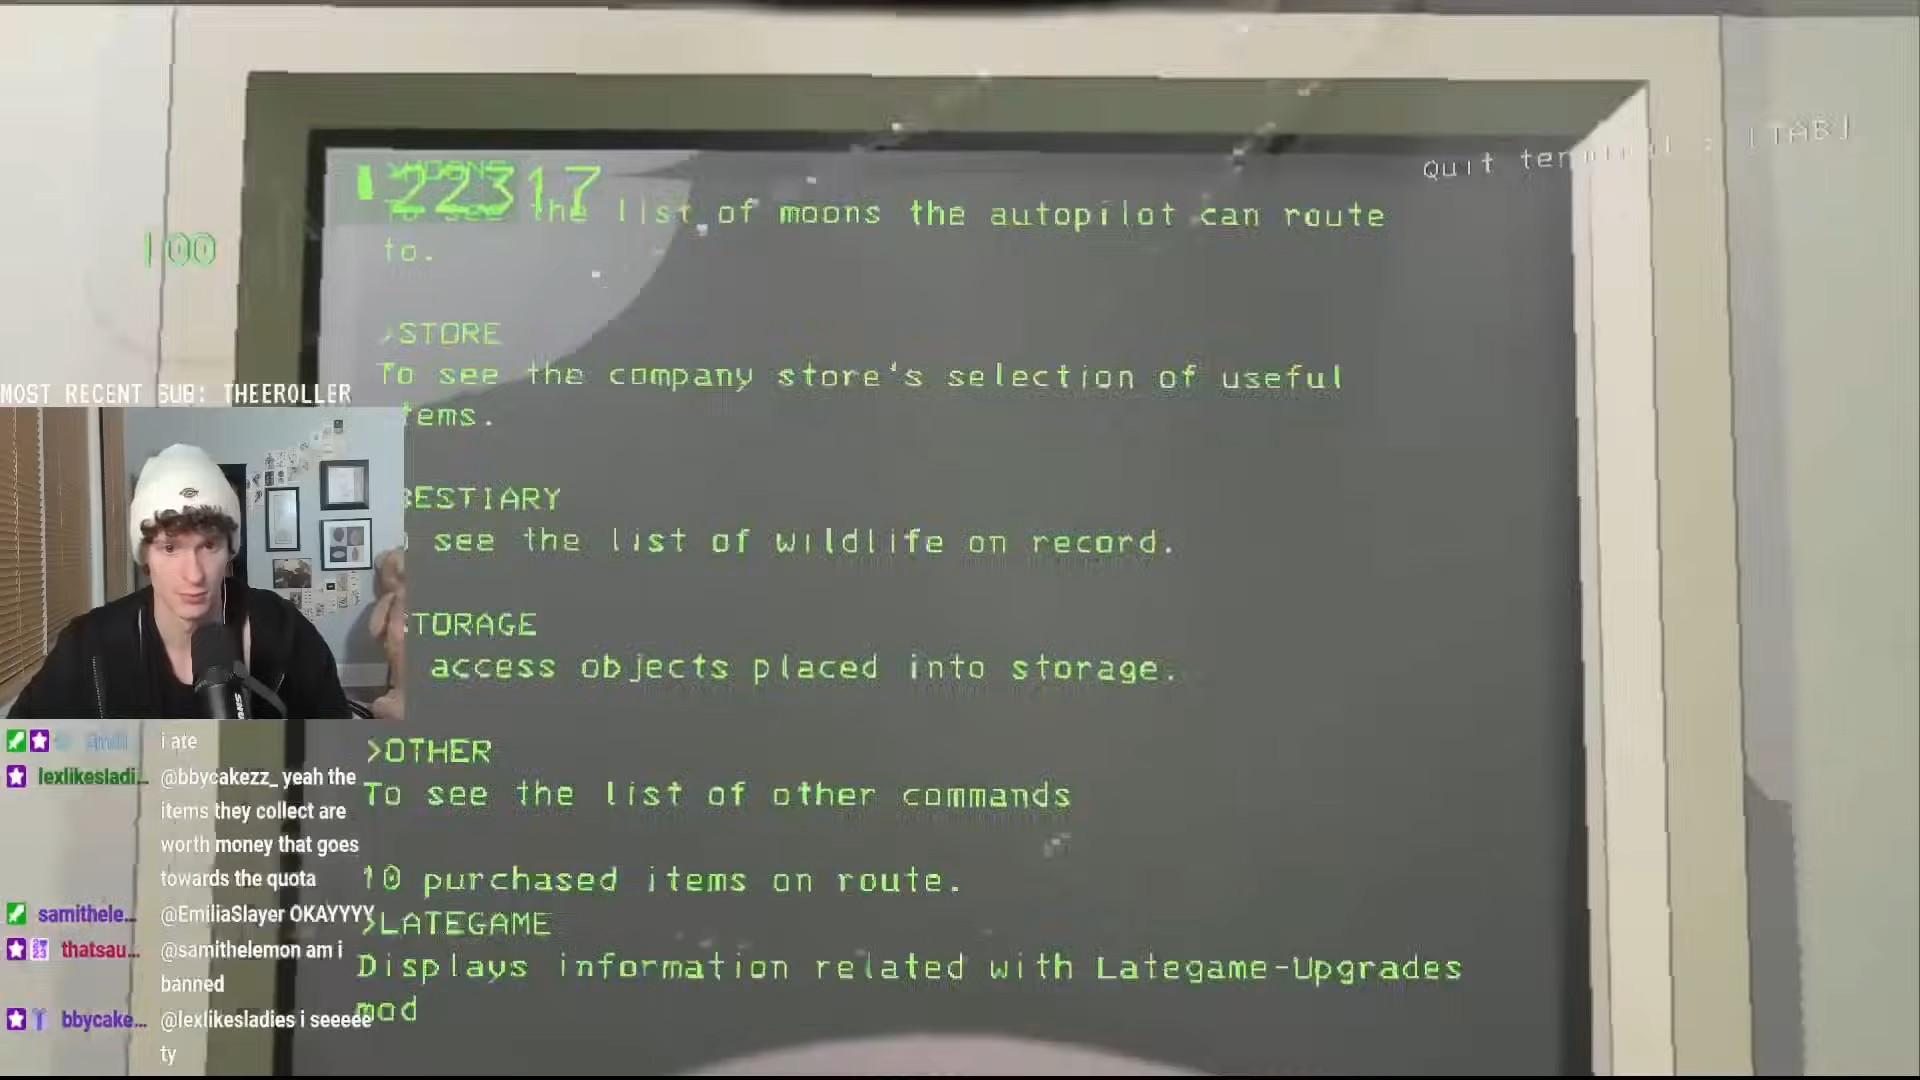 >MOONS
22317
To see the list of moons the autopilot can route
to.
Quit terminal : [TAB]
100
>STORE
To see the company store's selection of useful
items.
MOST RECENT SUB: THEEROLLER
BESTIARY
see the list of wildlife on record.
STORAGE
access objects placed into storage.
>OTHER
To see the list of other commands
10 purchased items on route.
>LATEGAME
Displays information related with Lategame-Upgrades
mod
i ate
lexlikesladi... @bbycakezz_ yeah the
items they collect are
worth money that goes
towards the quota
samithele... @EmiliaSlayer OKAYYYY
thatsau... @samithelemon am i
banned
bbycake... @lexlikesladies i seeeee
ty